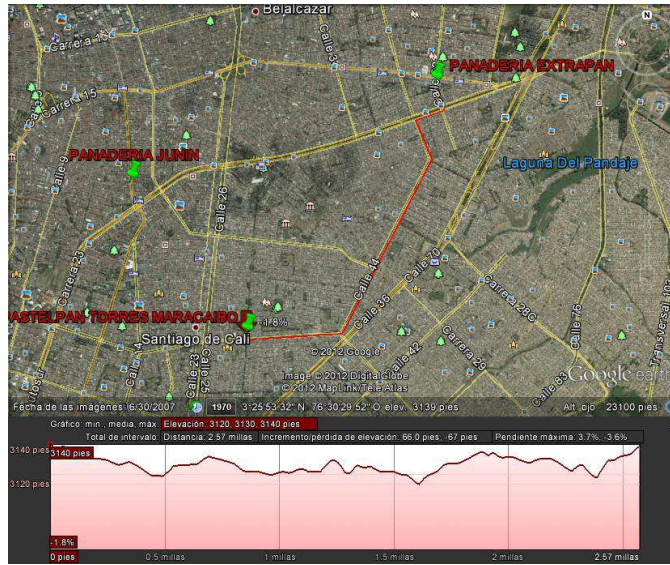 Belalcazar
N
Carrera 15
PANADERIA EXTRAPAN
Carrera 15
PANADERIA JUNIN
Laguna Del Pandaje
Calle 9
Calle 26
Calle 44
Calle 70
Carrera 23
Calle 36
Carrera 28C
Calle 76
PASTELPAN TORRES MARACAIBO
-1.8%
Santiago de Cali
Calle 25
Calle 42
Carrera 29
Calle 83
© 2012 Google
Image © 2012 DigitalGlobe
© 2012 MapLink/Tele Atlas
Google earth
Fecha de las imágenes: 6/30/2007 1970 3°25'53.32" N 76°30'29.52" O elev. 3139 pies Alt. ojo 23100 pies
Gráfico: mín., media, máx. Elevación: 3120, 3130, 3140 pies
Total de intervalo: Distancia: 2.57 millas Incremento/pérdida de elevación: 66.0 pies, -67 pies Pendiente máxima: 3.7%, -3.6%
3140 pies
3140 pies
3120 pies
-1.8%
0 pies 0.5 millas 1 millas 1.5 millas 2 millas 2.57 millas